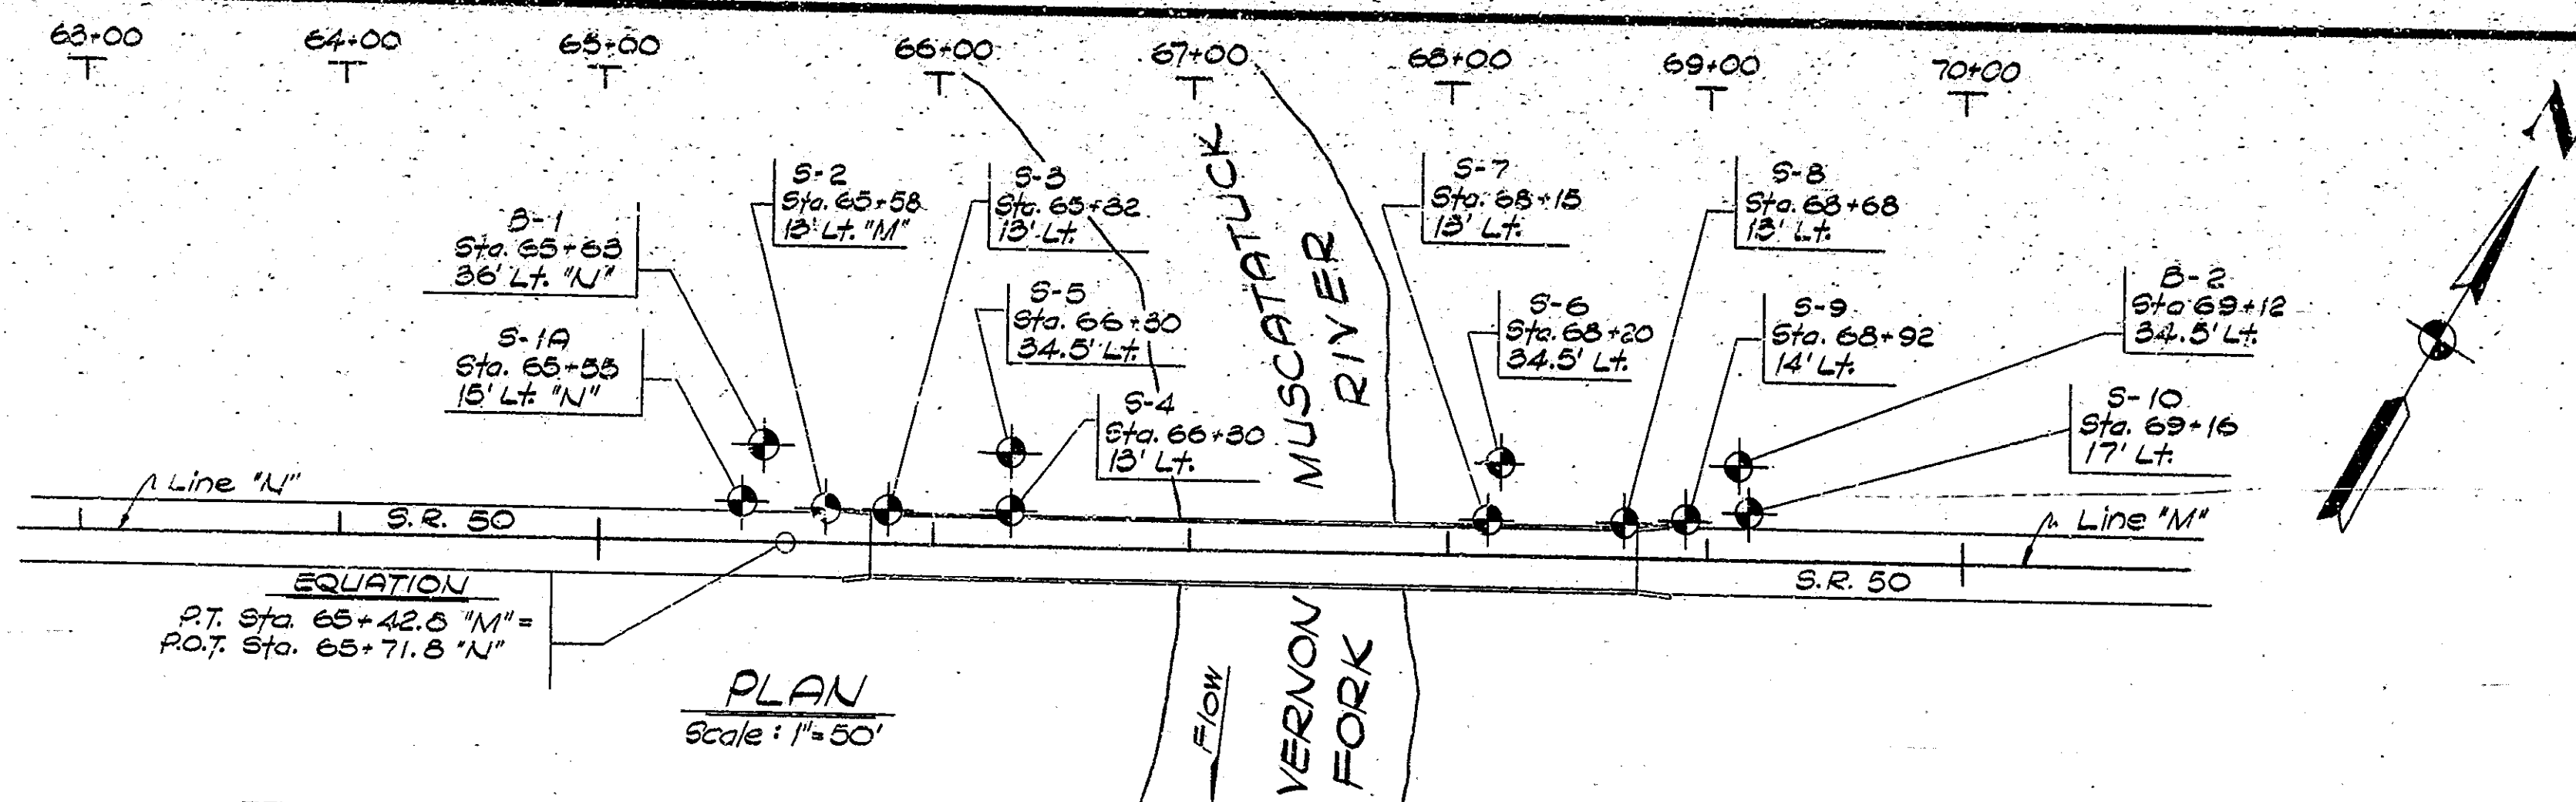 63+00
64+00
65+00
66+00
67+00
68+00
69+00
70+00
B-1
Sta. 65+63
36' Lt. "N"
S-1A
Sta. 65+55
15' Lt. "N"
S-2
Sta. 65+58
13' Lt. "M"
S-3
Sta. 65+82
13' Lt.
S-5
Sta. 66+30
34.5' Lt.
S-4
Sta. 66+30
13' Lt.
MUSCATATUCK
RIVER
S-7
Sta. 68+15
13' Lt.
S-6
Sta. 68+20
34.5' Lt.
S-8
Sta. 68+68
13' Lt.
S-9
Sta. 68+92
14' Lt.
B-2
Sta 69+12
34.5' Lt.
S-10
Sta. 69+16
17' Lt.
N
Line "N"
S.R. 50
Line "M"
S.R. 50
EQUATION
P.T. Sta. 65+42.8 "M" =
P.O.T. Sta. 65+71.8 "N"
PLAN
Scale : 1"=50'
Flow
VERNON
FORK